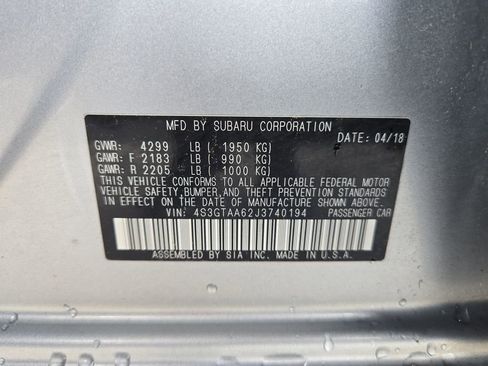 MFD BY SUBARU CORPORATION
DATE: 04/18
GVWR: 4299 LB ( 1950 KG)
GAWR: F 2183 LB ( 990 KG)
GAWR: R 2205 LB ( 1000 KG)
THIS VEHICLE CONFORMS TO ALL APPLICABLE FEDERAL MOTOR
VEHICLE SAFETY, BUMPER, AND THEFT PREVENTION STANDARDS
IN EFFECT ON THE DATE OF MANUFACTURE SHOWN ABOVE.
VIN: 4S3GTAA62J3740194 PASSENGER CAR
ASSEMBLED BY SIA INC. MADE IN U.S.A.